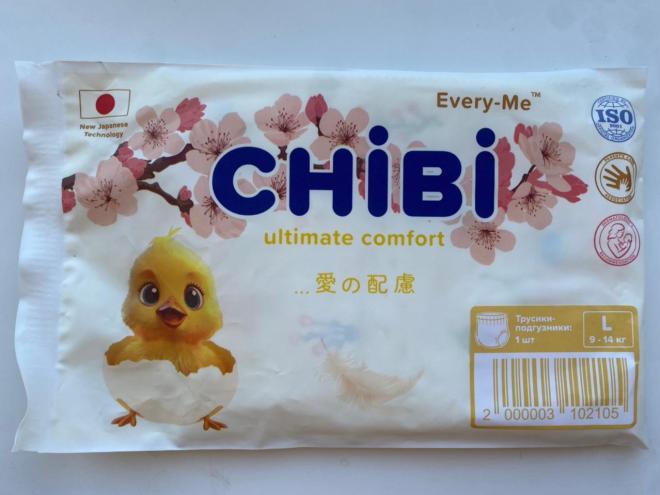 Every-Me™
New Japanese
Technology
ISO
9001
CHiBi
ultimate comfort
...愛の配慮
Трусики-
подгузники:
1 шт
L
9 - 14 кг
2 000003 102105